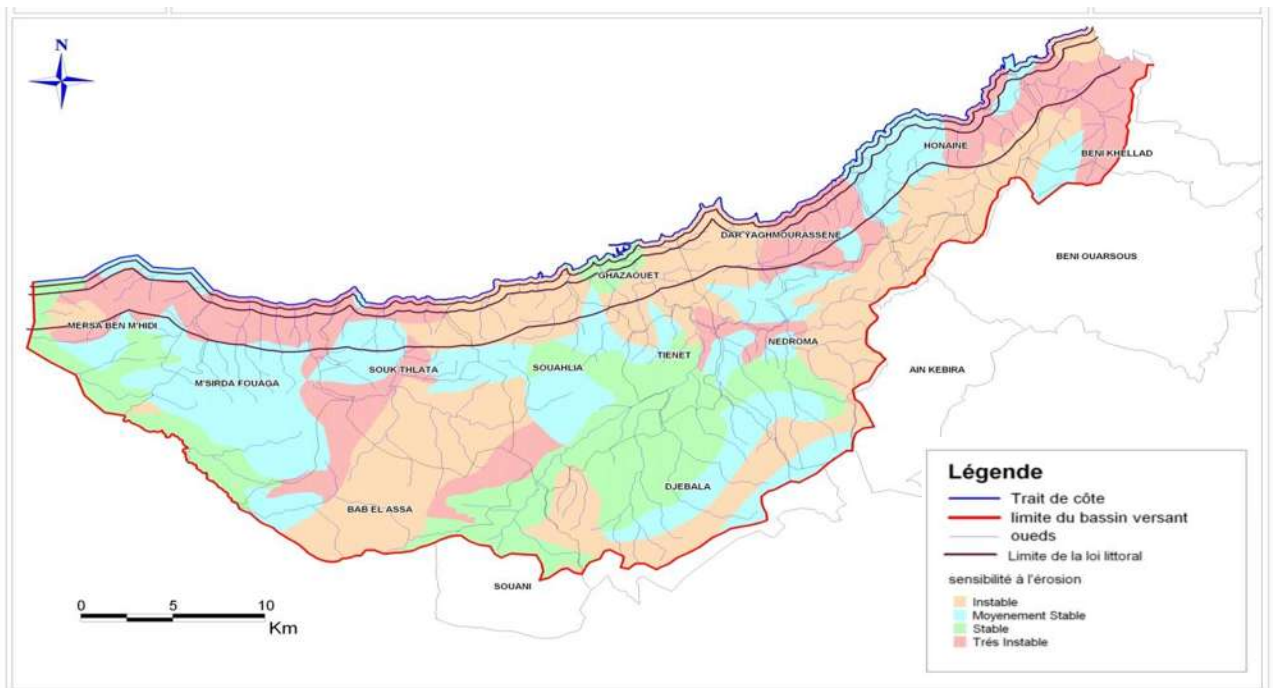 N
HONAINE
BENI KHELLAD
DAR YAGHMOURASSENE
BENI OUARSOUS
GHAZAOUET
MERSA BEN M'HIDI
NEDROMA
TIENET
SOUK THLATA
SOUAHLIA
AIN KEBIRA
M'SIRDA FOUAGA
DJEBALA
BAB EL ASSA
SOUANI
0 5 10
Km
Légende
Trait de côte
limite du bassin versant
oueds
Limite de la loi littoral
sensibilité à l'érosion
Instable
Moyenement Stable
Stable
Trés Instable